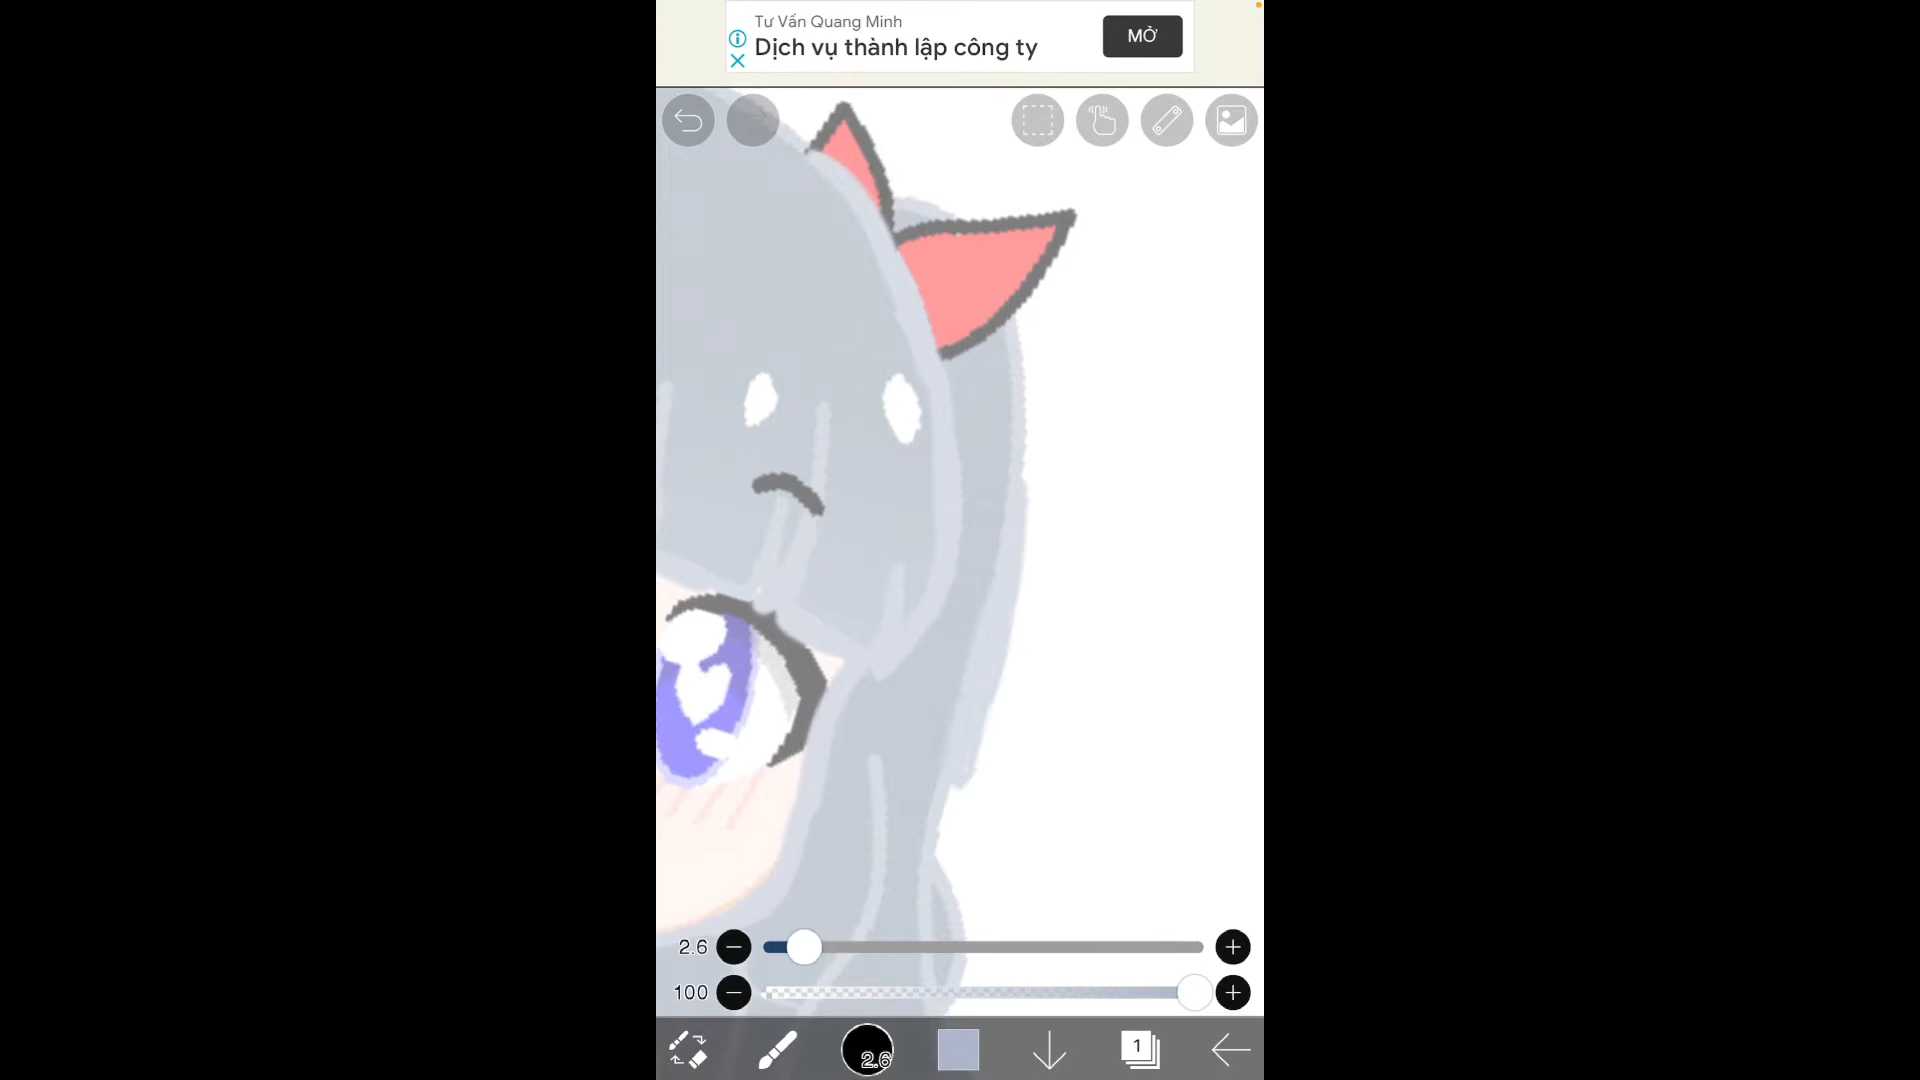 Tư Vấn Quang Minh
Dịch vụ thành lập công ty
MỞ
2.6
100
2.6
1